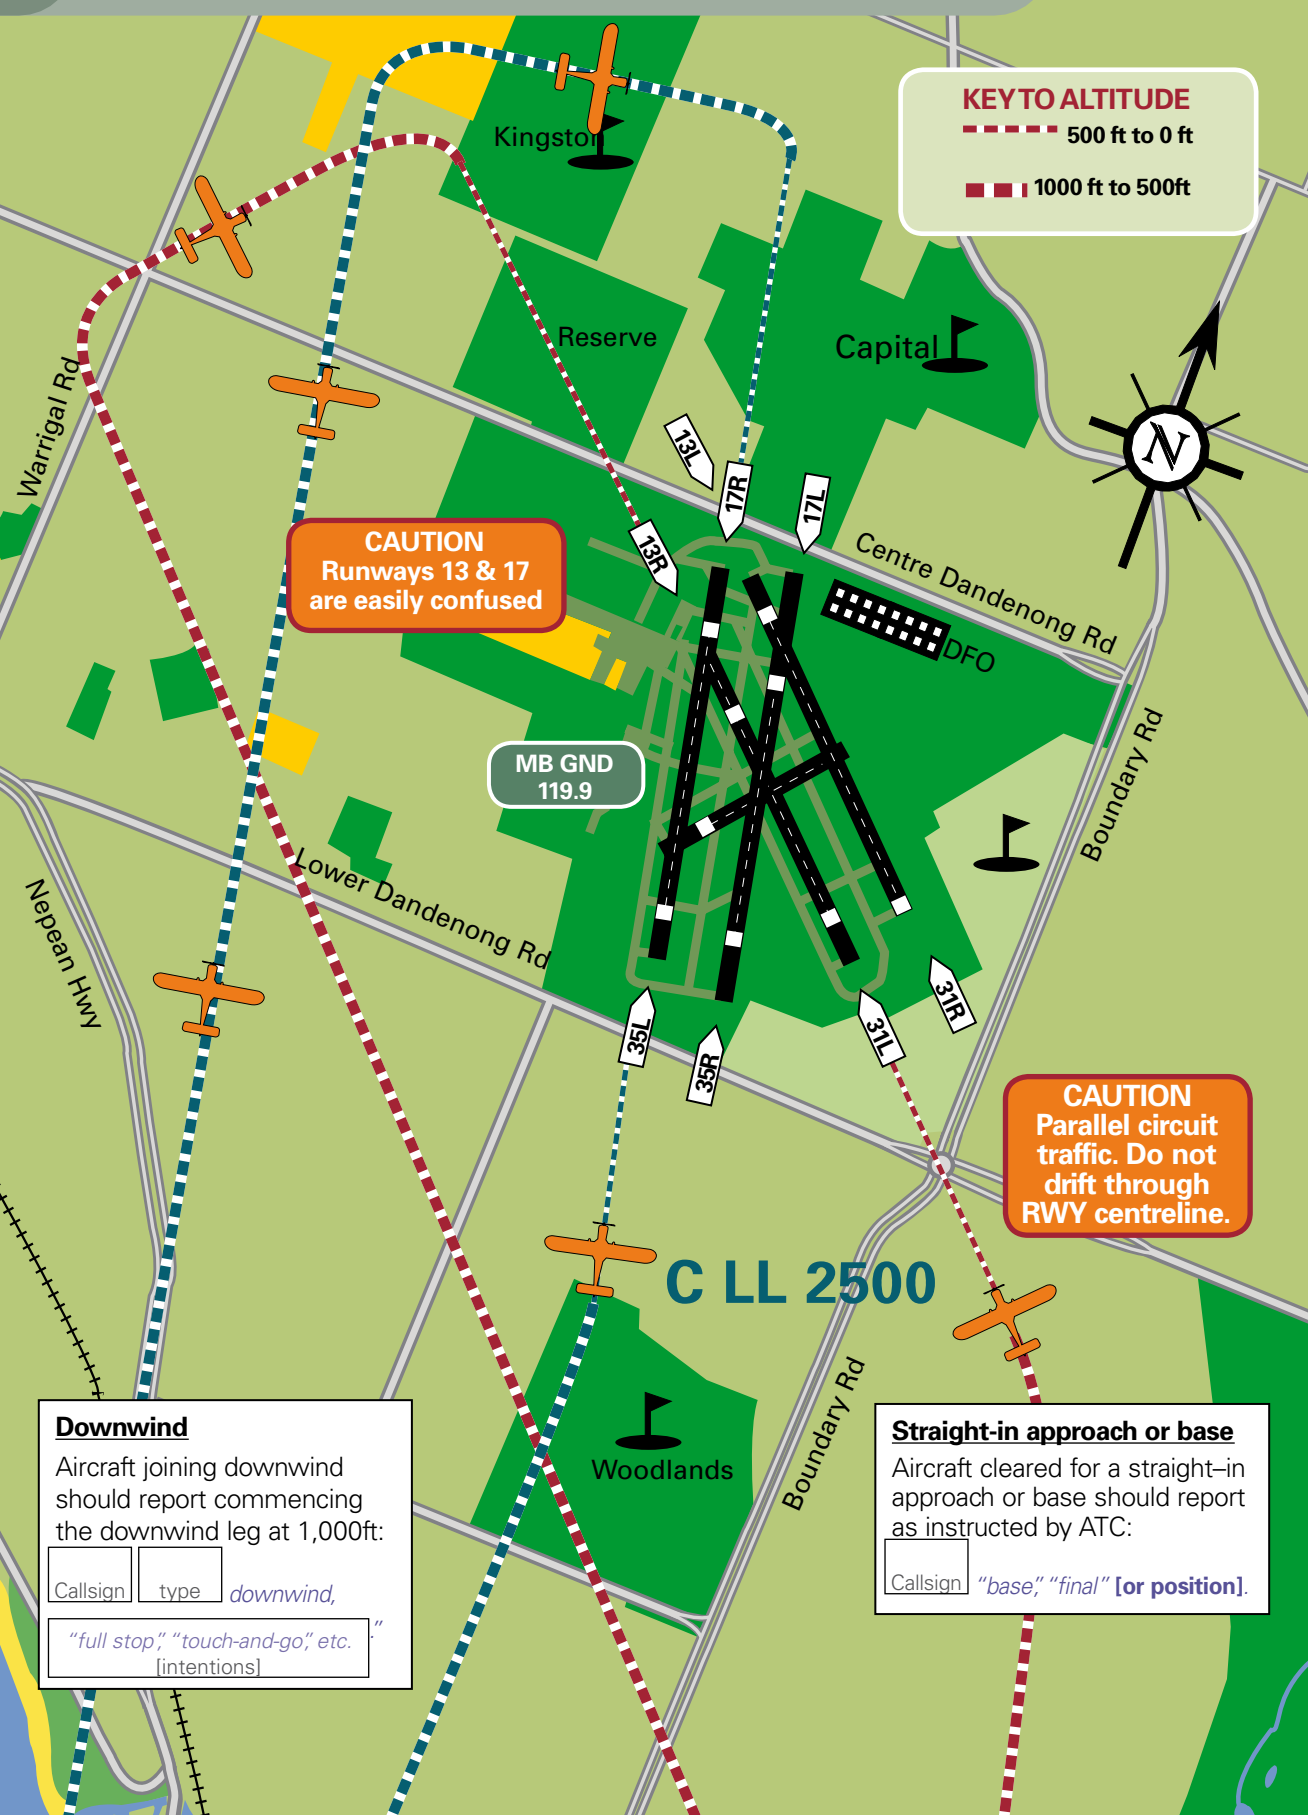 KEY TO ALTITUDE
500 ft to 0 ft
1000 ft to 500ft
Kingston
Reserve
Capital
N
Warrigal Rd
13L
17R
17L
13R
CAUTION
Runways 13 & 17
are easily confused
Centre Dandenong Rd
DFO
MB GND
119.9
Boundary Rd
Lower Dandenong Rd
Nepean Hwy
35L
35R
31L
31R
CAUTION
Parallel circuit
traffic. Do not
drift through
RWY centreline.
C LL 2500
Boundary Rd
Woodlands
Downwind
Aircraft joining downwind
should report commencing
the downwind leg at 1,000ft:
Callsign type downwind,
“full stop”, “touch-and-go”, etc. .”
[intentions]
Straight-in approach or base
Aircraft cleared for a straight–in
approach or base should report
as instructed by ATC:
Callsign “base”, “final” [or position].